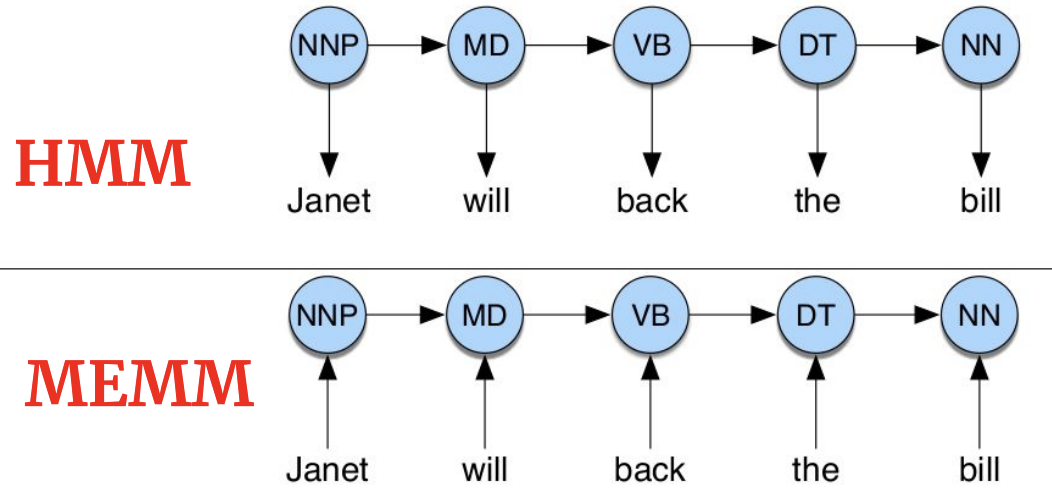 NNP MD VB DT NN
HMM
Janet will back the bill
NNP MD VB DT NN
MEMM
Janet will back the bill